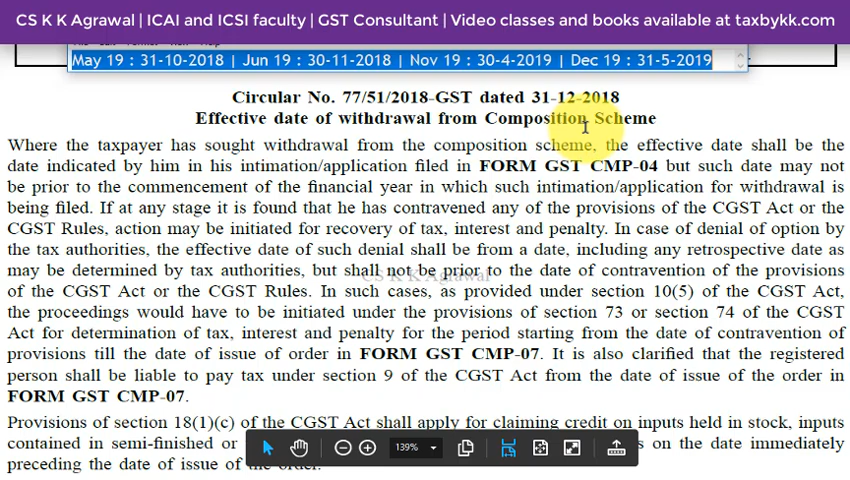 CS K K Agrawal | ICAI and ICSI faculty | GST Consultant | Video classes and books available at taxbykk.com
May 19 : 31-10-2018 | Jun 19 : 30-11-2018 | Nov 19 : 30-4-2019 | Dec 19 : 31-5-2019
Circular No. 77/51/2018-GST dated 31-12-2018
Effective date of withdrawal from Composition Scheme
Where the taxpayer has sought withdrawal from the composition scheme, the effective date shall be the
date indicated by him in his intimation/application filed in FORM GST CMP-04 but such date may not
be prior to the commencement of the financial year in which such intimation/application for withdrawal is
being filed. If at any stage it is found that he has contravened any of the provisions of the CGST Act or the
CGST Rules, action may be initiated for recovery of tax, interest and penalty. In case of denial of option by
the tax authorities, the effective date of such denial shall be from a date, including any retrospective date as
may be determined by tax authorities, but shall not be prior to the date of contravention of the provisions
CS K K Agrawal
of the CGST Act or the CGST Rules. In such cases, as provided under section 10(5) of the CGST Act,
the proceedings would have to be initiated under the provisions of section 73 or section 74 of the CGST
Act for determination of tax, interest and penalty for the period starting from the date of contravention of
provisions till the date of issue of order in FORM GST CMP-07. It is also clarified that the registered
person shall be liable to pay tax under section 9 of the CGST Act from the date of issue of the order in
FORM GST CMP-07.
Provisions of section 18(1)(c) of the CGST Act shall apply for claiming credit on inputs held in stock, inputs
contained in semi-finished or s on the date immediately
139%
preceding the date of issue of the order.